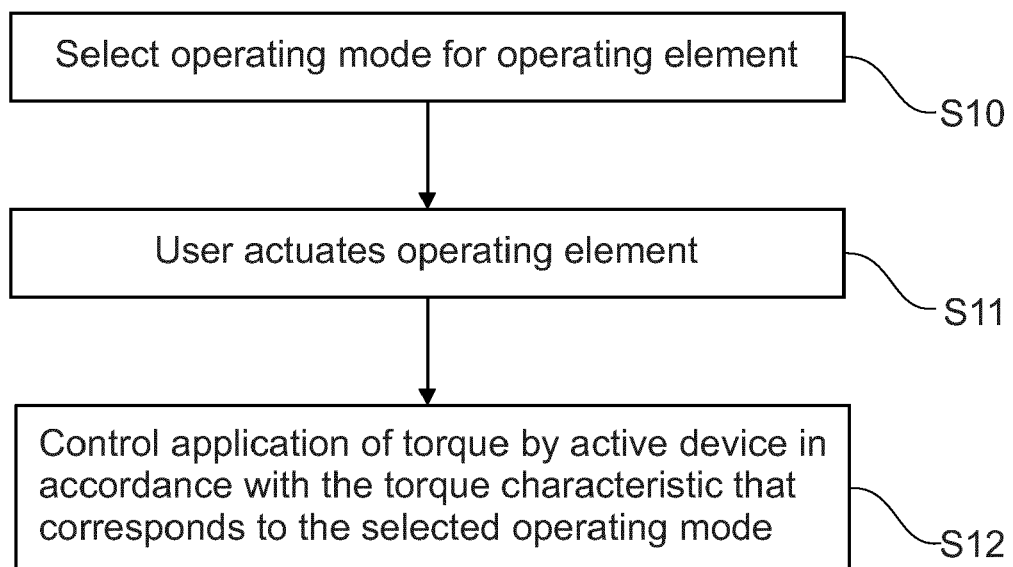 Select operating mode for operating element
S10
User actuates operating element
S11
Control application of torque by active device in
accordance with the torque characteristic that
corresponds to the selected operating mode
S12